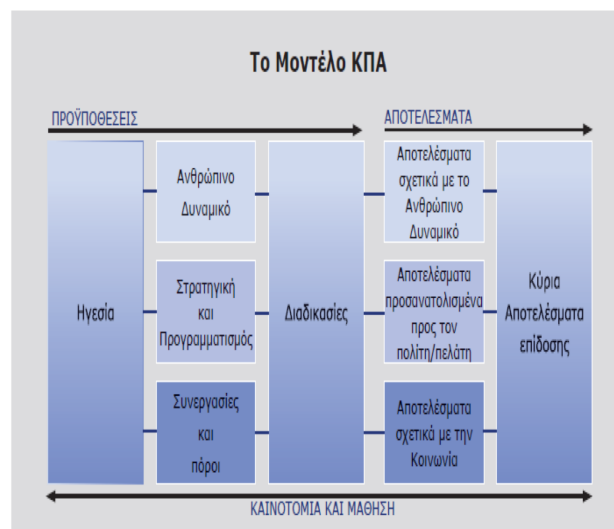 Το Μοντέλο ΚΠΑ
ΠΡΟΫΠΟΘΕΣΕΙΣ
ΑΠΟΤΕΛΕΣΜΑΤΑ
Ηγεσία
Ανθρώπινο
Δυναμικό
Στρατηγική
και
Προγραμματισμός
Συνεργασίες
και
πόροι
Διαδικασίες
Αποτελέσματα
σχετικά με το
Ανθρώπινο
Δυναμικό
Αποτελέσματα
προσανατολισμένα
προς τον
πολίτη/πελάτη
Αποτελέσματα
σχετικά με την
Κοινωνία
Κύρια
Αποτελέσματα
επίδοσης
ΚΑΙΝΟΤΟΜΙΑ ΚΑΙ ΜΑΘΗΣΗ